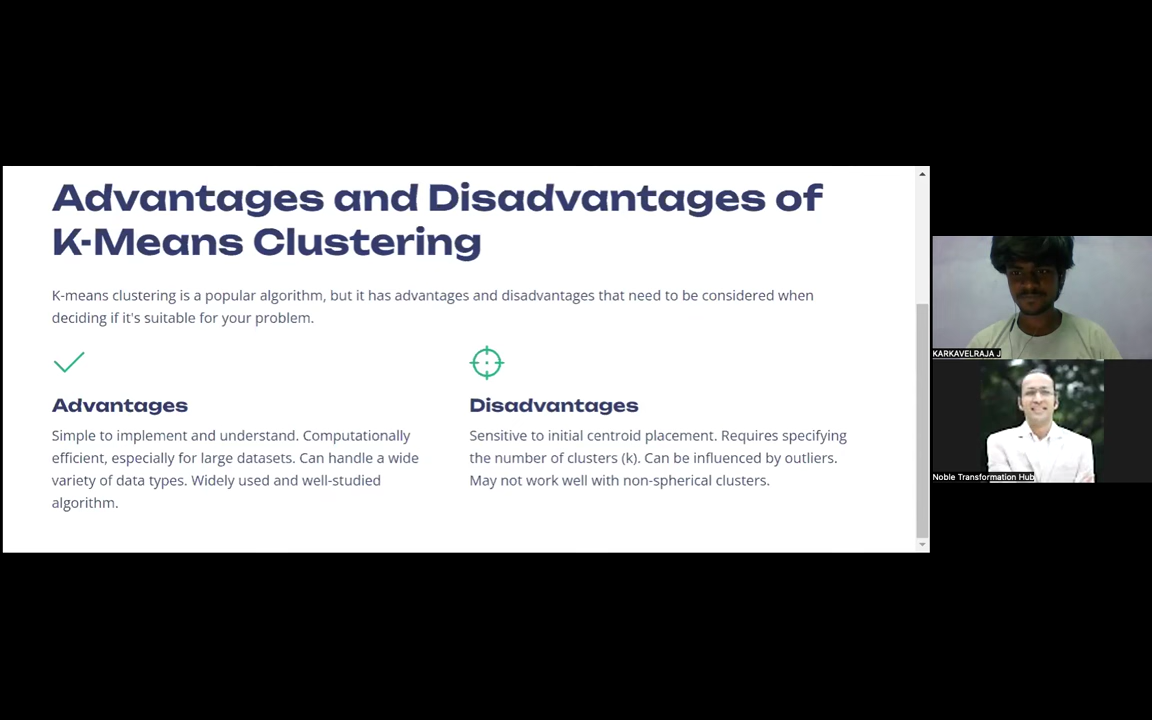 Advantages and Disadvantages of
K-Means Clustering
K-means clustering is a popular algorithm, but it has advantages and disadvantages that need to be considered when
deciding if it's suitable for your problem.
Advantages
Simple to implement and understand. Computationally
efficient, especially for large datasets. Can handle a wide
variety of data types. Widely used and well-studied
algorithm.
Disadvantages
Sensitive to initial centroid placement. Requires specifying
the number of clusters (k). Can be influenced by outliers.
May not work well with non-spherical clusters.
KARKAVELRAJA J
Noble Transformation Hub